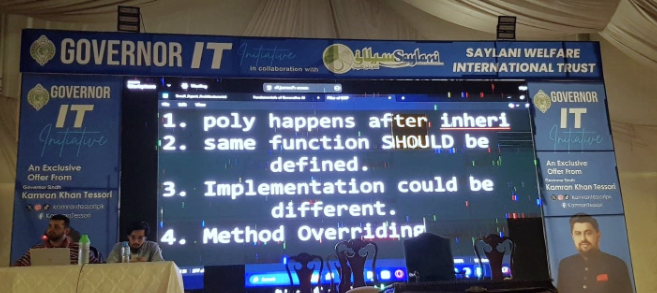 GOVERNOR IT Initiative
in collaboration with
Saylani
SAYLANI WELFARE
INTERNATIONAL TRUST
GOVERNOR
IT
Initiative
An Exclusive
Offer From
Governor Sindh
Kamran Khan Tessori
KamranTessori
1. poly happens after inheri
2. same function SHOULD be
defined.
3. Implementation could be
different.
4. Method Overriding
GOVERNOR
IT
Initiative
An Exclusive
Offer From
Kamran Khan Tessori